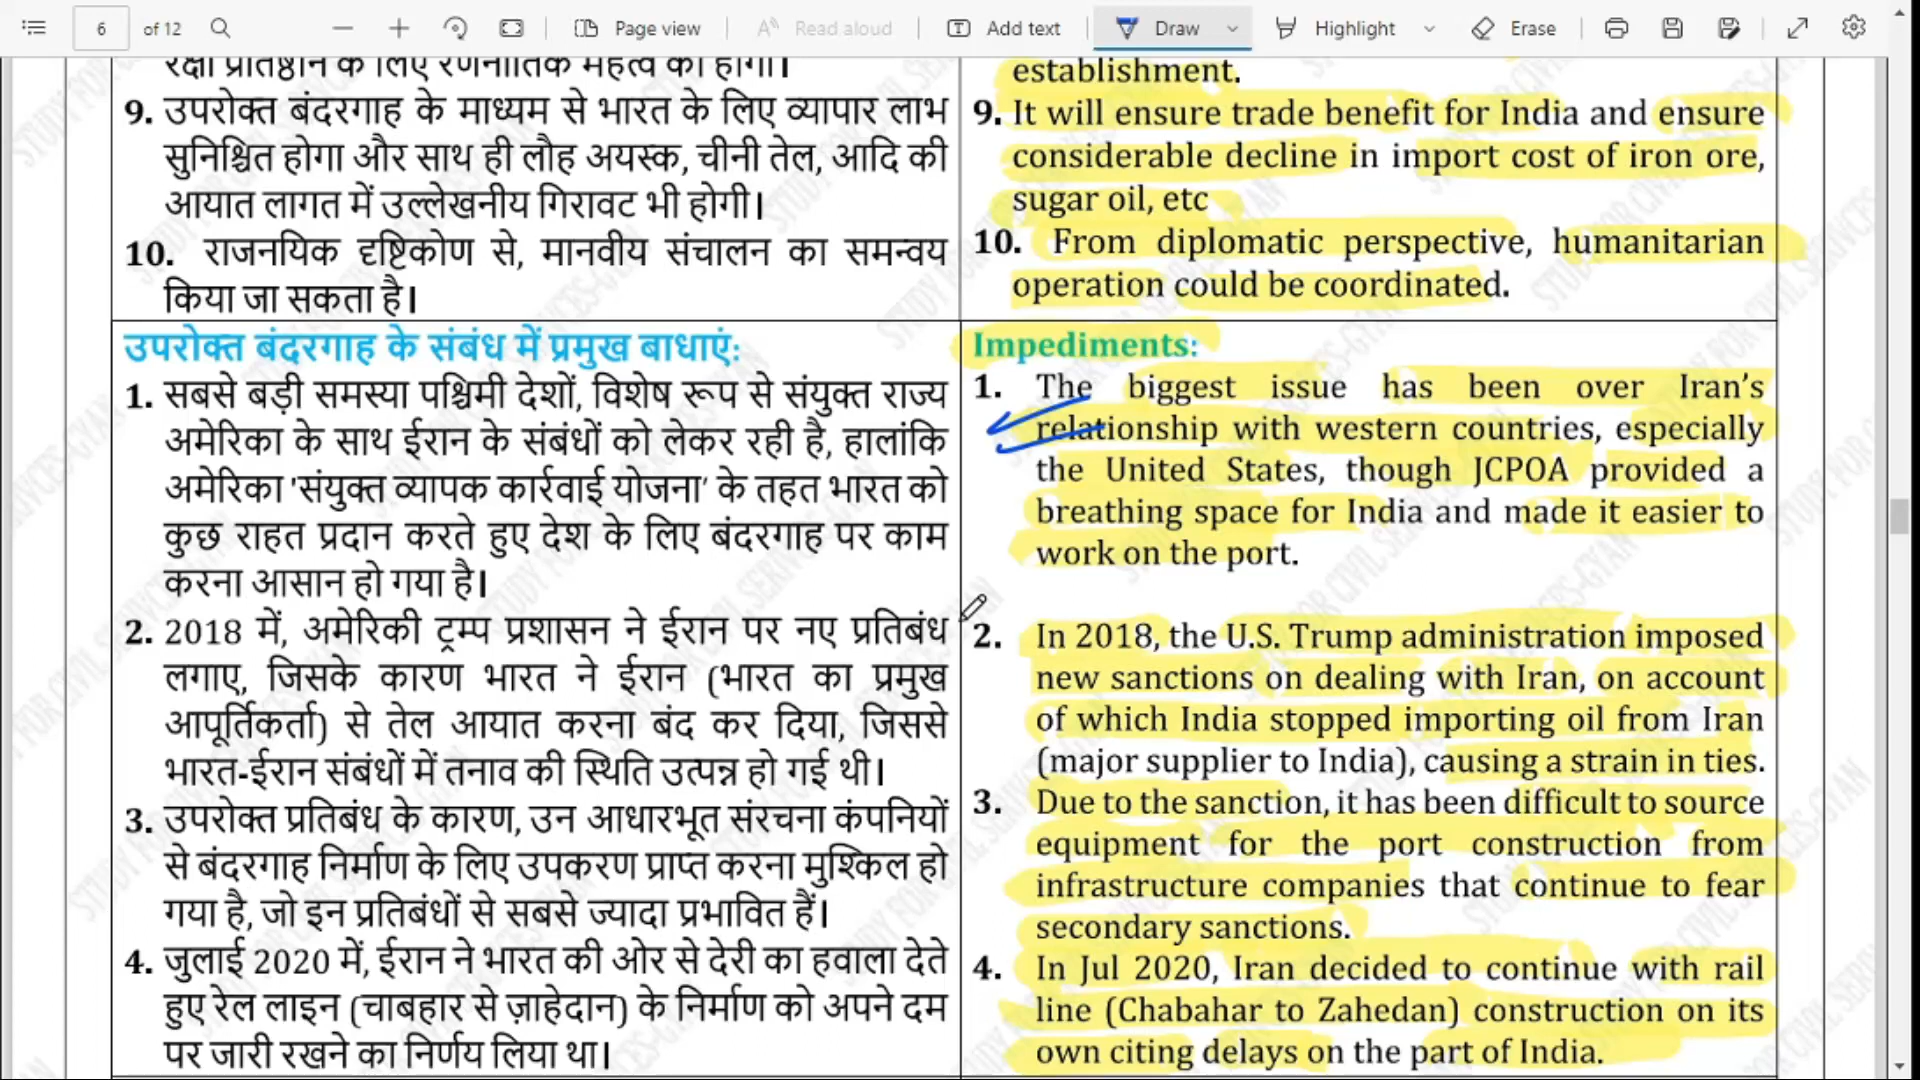 6 of 12 Page view Read aloud Add text Draw Highlight Erase
रक्षा प्रतिष्ठान के लिए रणनीतिक महत्व का होगा।
9. उपरोक्त बंदरगाह के माध्यम से भारत के लिए व्यापार लाभ
सुनिश्चित होगा और साथ ही लौह अयस्क, चीनी तेल, आदि की
आयात लागत में उल्लेखनीय गिरावट भी होगी।
10. राजनयिक दृष्टिकोण से, मानवीय संचालन का समन्वय
किया जा सकता है।
establishment.
9. It will ensure trade benefit for India and ensure
considerable decline in import cost of iron ore,
sugar oil, etc
10. From diplomatic perspective, humanitarian
operation could be coordinated.
उपरोक्त बंदरगाह के संबंध में प्रमुख बाधाएं:
1. सबसे बड़ी समस्या पश्चिमी देशों, विशेष रूप से संयुक्त राज्य
अमेरिका के साथ ईरान के संबंधों को लेकर रही है, हालांकि
अमेरिका 'संयुक्त व्यापक कार्रवाई योजना’ के तहत भारत को
कुछ राहत प्रदान करते हुए देश के लिए बंदरगाह पर काम
करना आसान हो गया है।
2. 2018 में, अमेरिकी ट्रम्प प्रशासन ने ईरान पर नए प्रतिबंध
लगाए, जिसके कारण भारत ने ईरान (भारत का प्रमुख
आपूर्तिकर्ता) से तेल आयात करना बंद कर दिया, जिससे
भारत-ईरान संबंधों में तनाव की स्थिति उत्पन्न हो गई थी।
3. उपरोक्त प्रतिबंध के कारण, उन आधारभूत संरचना कंपनियों
से बंदरगाह निर्माण के लिए उपकरण प्राप्त करना मुश्किल हो
गया है, जो इन प्रतिबंधों से सबसे ज्यादा प्रभावित हैं।
4. जुलाई 2020 में, ईरान ने भारत की ओर से देरी का हवाला देते
हुए रेल लाइन (चाबहार से ज़ाहेदान) के निर्माण को अपने दम
पर जारी रखने का निर्णय लिया था।
Impediments:
1. The biggest issue has been over Iran’s
relationship with western countries, especially
the United States, though JCPOA provided a
breathing space for India and made it easier to
work on the port.
2. In 2018, the U.S. Trump administration imposed
new sanctions on dealing with Iran, on account
of which India stopped importing oil from Iran
(major supplier to India), causing a strain in ties.
3. Due to the sanction, it has been difficult to source
equipment for the port construction from
infrastructure companies that continue to fear
secondary sanctions.
4. In Jul 2020, Iran decided to continue with rail
line (Chabahar to Zahedan) construction on its
own citing delays on the part of India.